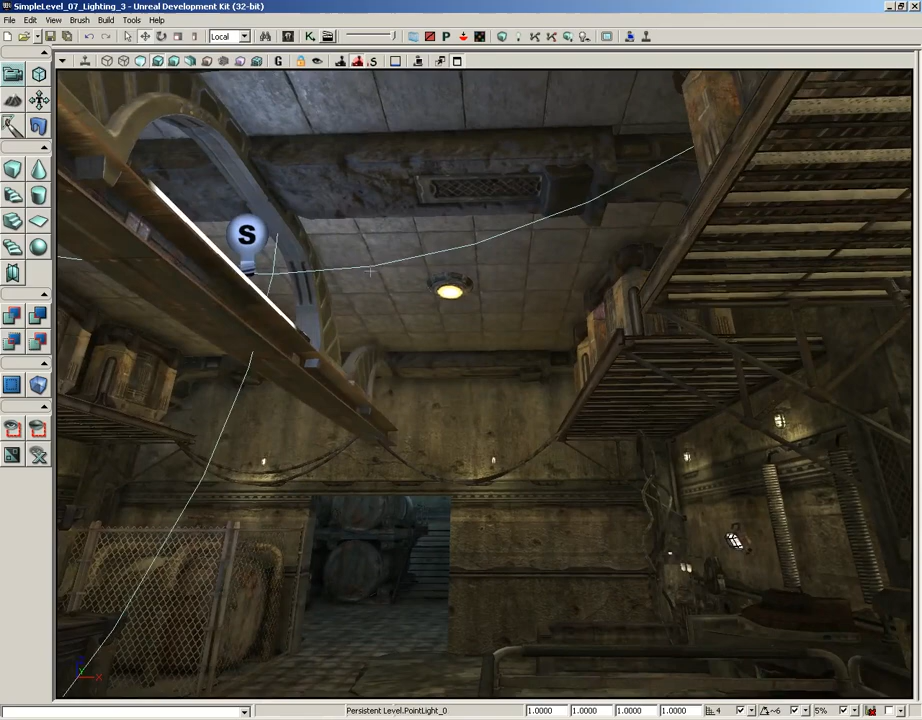 SimpleLevel_07_Lighting_3 - Unreal Development Kit (32-bit)
File Edit View Brush Build Tools Help
Local
K P
G S
S
X
Persistent Level.PointLight_0 1.0000 1.0000 1.0000 1.0000 4 ~6 5%